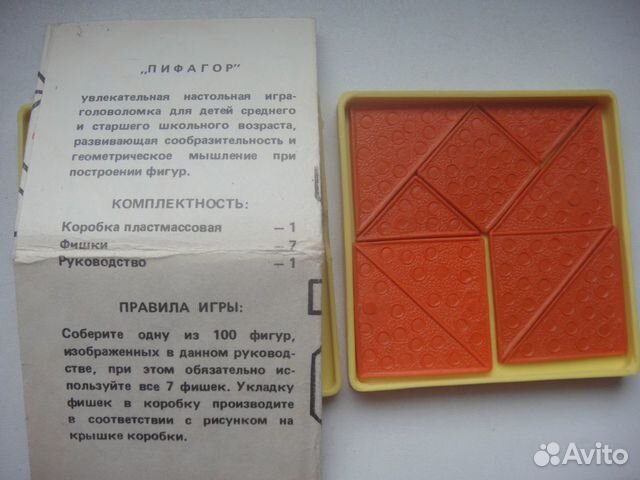 „ПИФАГОР"
увлекательная настольная игра-
головоломка для детей среднего
и старшего школьного возраста,
развивающая сообразительность и
геометрическое мышление при
построении фигур.
КОМПЛЕКТНОСТЬ:
Коробка пластмассовая – 1
Фишки – 7
Руководство – 1
ПРАВИЛА ИГРЫ:
Соберите одну из 100 фигур,
изображенных в данном руковод-
стве, при этом обязательно ис-
пользуйте все 7 фишек. Укладку
фишек в коробку производите
в соответствии с рисунком на
крышке коробки.
Avito